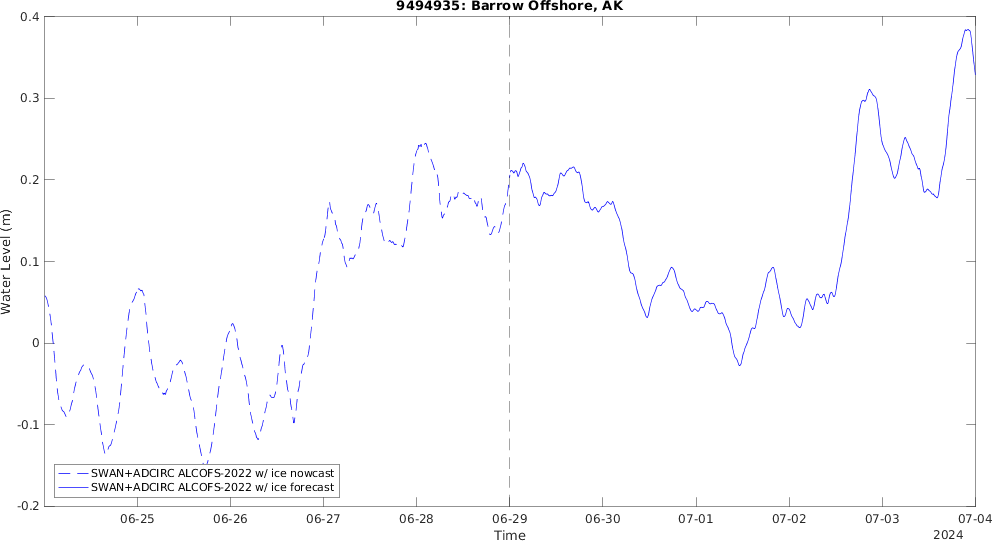 9494935: Barrow Offshore, AK
0.4
0.3
0.2
0.1
0
-0.1
-0.2
Water Level (m)
SWAN+ADCIRC ALCOFS-2022 w/ ice nowcast
SWAN+ADCIRC ALCOFS-2022 w/ ice forecast
06-25 06-26 06-27 06-28 06-29 06-30 07-01 07-02 07-03 07-04
Time
2024